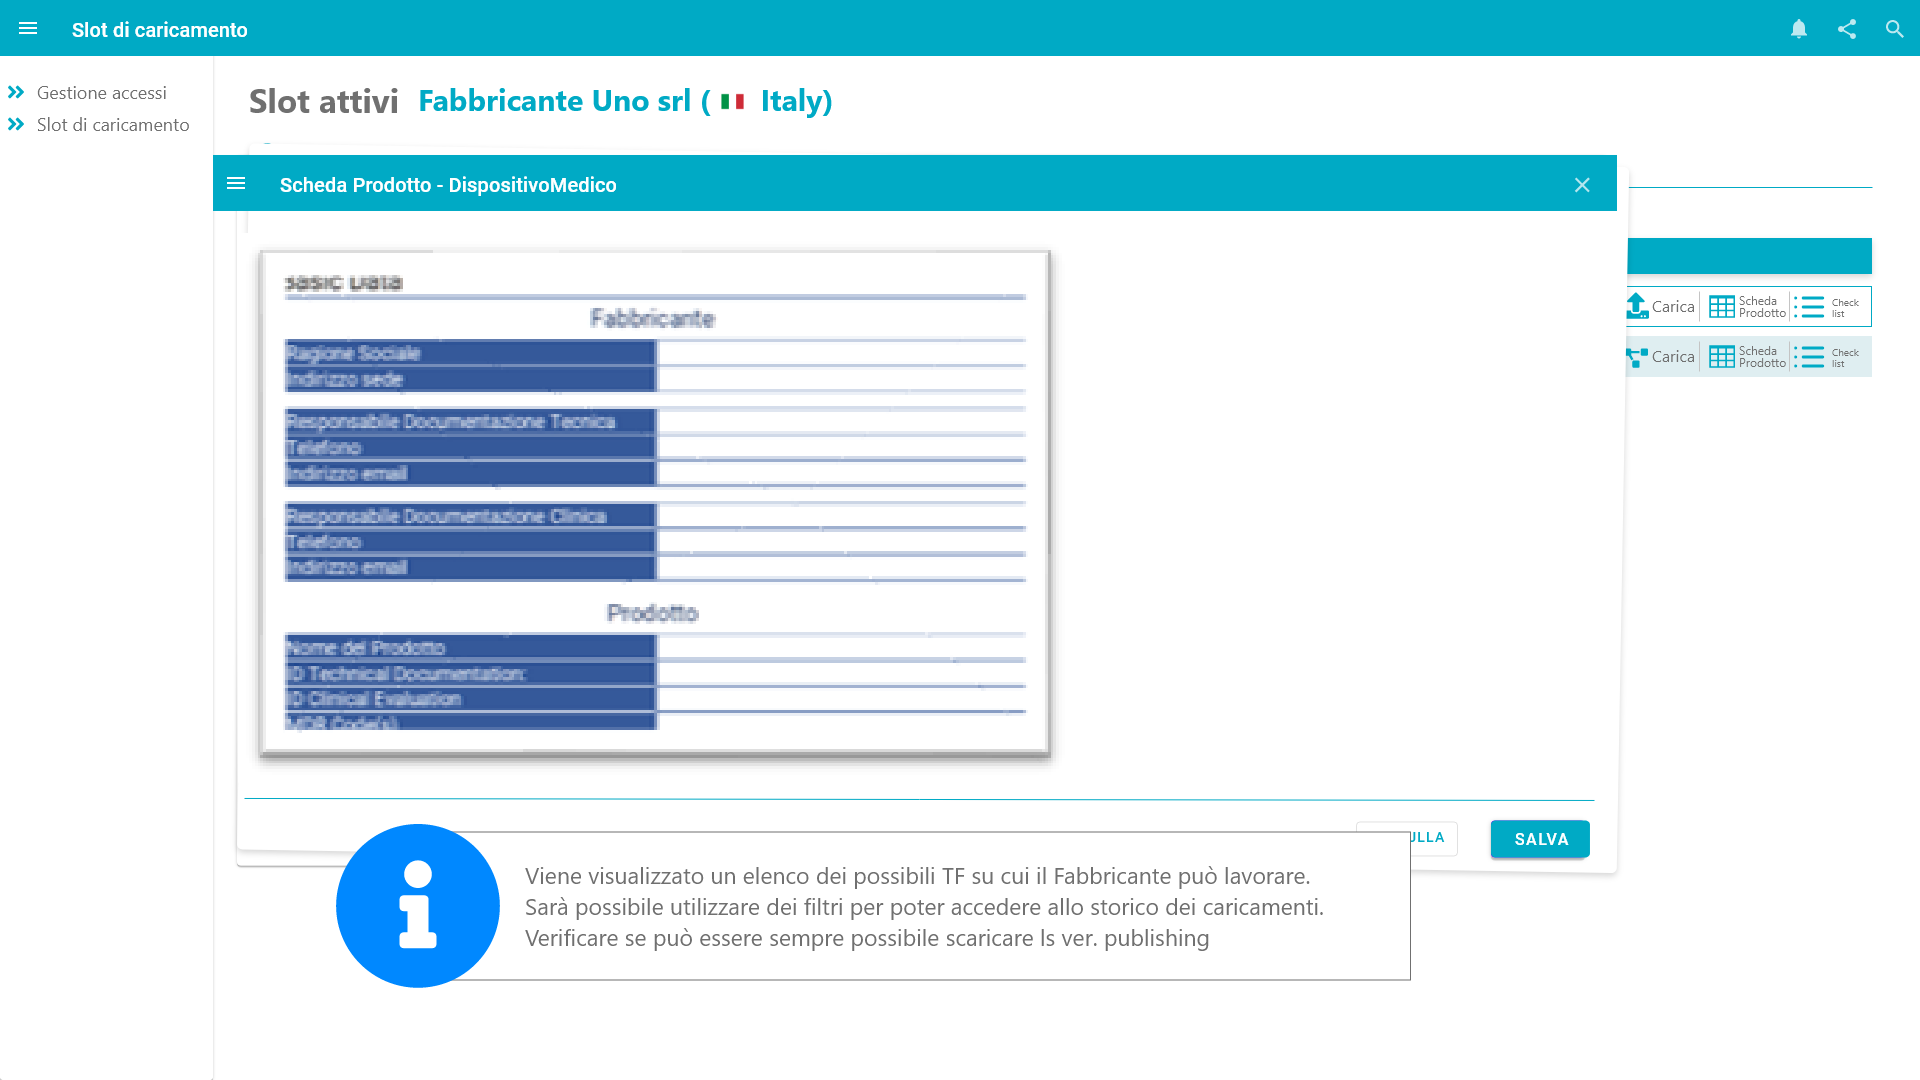 Slot di caricamento
Gestione accessi
Slot di caricamento
Slot attivi Fabbricante Uno srl ( Italy)
Scheda Prodotto - DispositivoMedico
Fabbricante
Ragione Sociale
Indirizzo sede
Responsabile Documentazione Tecnica
Telefono
Indirizzo email
Responsabile Documentazione Clinica
Telefono
Indirizzo email
Prodotto
Nome del Prodotto
ID Technical Documentation:
ID Clinical Evaluation
MDR Code(s)
Carica
Scheda
Prodotto
Check
list
Carica
Scheda
Prodotto
Check
list
ULLA
SALVA
Viene visualizzato un elenco dei possibili TF su cui il Fabbricante può lavorare.
Sarà possibile utilizzare dei filtri per poter accedere allo storico dei caricamenti.
Verificare se può essere sempre possibile scaricare ls ver. publishing